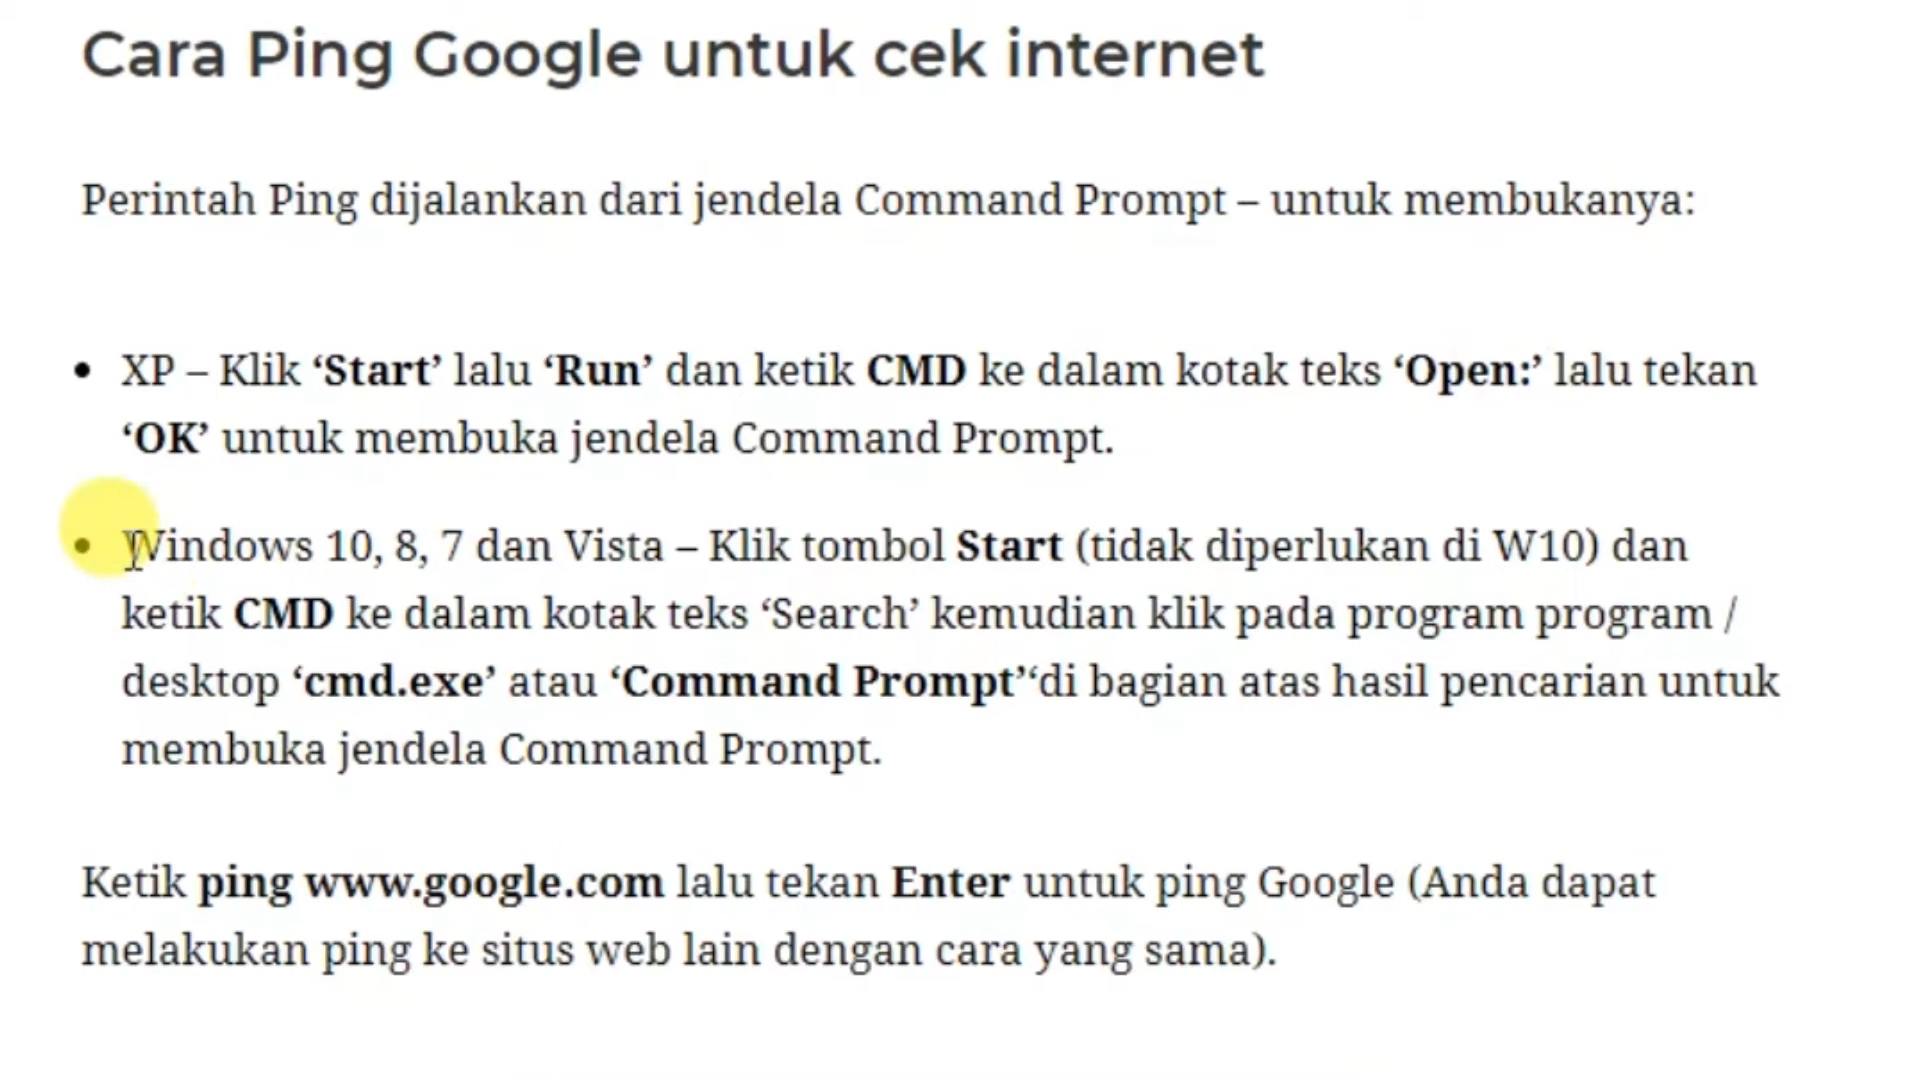 Cara Ping Google untuk cek internet
Perintah Ping dijalankan dari jendela Command Prompt – untuk membukanya:
• XP – Klik ‘Start’ lalu ‘Run’ dan ketik CMD ke dalam kotak teks ‘Open:’ lalu tekan
‘OK’ untuk membuka jendela Command Prompt.
• Windows 10, 8, 7 dan Vista – Klik tombol Start (tidak diperlukan di W10) dan
ketik CMD ke dalam kotak teks ‘Search’ kemudian klik pada program program /
desktop ‘cmd.exe’ atau ‘Command Prompt’‘di bagian atas hasil pencarian untuk
membuka jendela Command Prompt.
Ketik ping www.google.com lalu tekan Enter untuk ping Google (Anda dapat
melakukan ping ke situs web lain dengan cara yang sama).